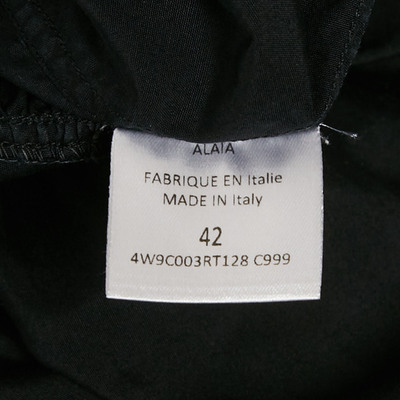 ALAÏA
FABRIQUE EN Italie
MADE IN Italy
42
4W9C003RT128 C999